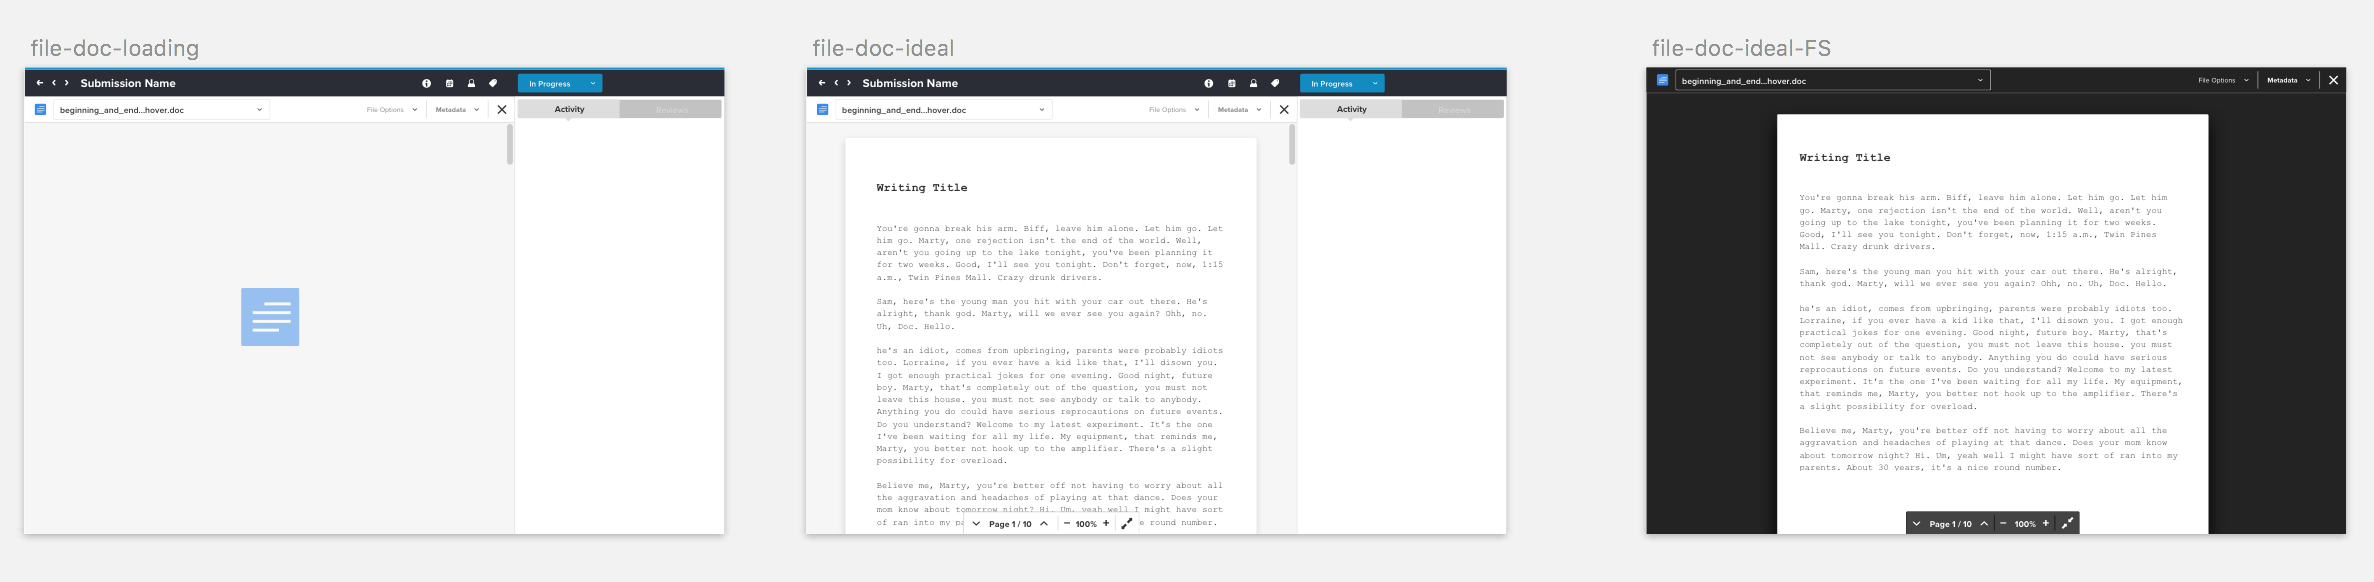 file-doc-loading
Submission Name
In Progress
beginning_and_end...hover.doc
File Options
Metadata
Activity
Reviews
file-doc-ideal
Submission Name
In Progress
beginning_and_end...hover.doc
File Options
Metadata
Activity
Reviews
Writing Title
You're gonna break his arm. Biff, leave him alone. Let him go. Let
him go. Marty, one rejection isn't the end of the world. Well,
aren't you going up to the lake tonight, you've been planning it
for two weeks. Good, I'll see you tonight. Don't forget, now, 1:15
a.m., Twin Pines Mall. Crazy drunk drivers.
Sam, here's the young man you hit with your car out there. He's
alright, thank god. Marty, will we ever see you again? Ohh, no.
Uh, Doc. Hello.
he's an idiot, comes from upbringing, parents were probably idiots
too. Lorraine, if you ever have a kid like that, I'll disown you.
I got enough practical jokes for one evening. Good night, future
boy. Marty, that's completely out of the question, you must not
leave this house. you must not see anybody or talk to anybody.
Anything you do could have serious reprocautions on future events.
Do you understand? Welcome to my latest experiment. It's the one
I've been waiting for all my life. My equipment, that reminds me,
Marty, you better not hook up to the amplifier. There's a slight
possibility for overload.
Believe me, Marty, you're better off not having to worry about all
the aggravation and headaches of playing at that dance. Does your
mom know about tomorrow night? Hi. Um, yeah well I might have sort
of ran into my pa e round number.
Page 1 / 10
100%
file-doc-ideal-FS
beginning_and_end...hover.doc
File Options
Metadata
Writing Title
You're gonna break his arm. Biff, leave him alone. Let him go. Let him
go. Marty, one rejection isn't the end of the world. Well, aren't you
going up to the lake tonight, you've been planning it for two weeks.
Good, I'll see you tonight. Don't forget, now, 1:15 a.m., Twin Pines
Mall. Crazy drunk drivers.
Sam, here's the young man you hit with your car out there. He's alright,
thank god. Marty, will we ever see you again? Ohh, no. Uh, Doc. Hello.
he's an idiot, comes from upbringing, parents were probably idiots too.
Lorraine, if you ever have a kid like that, I'll disown you. I got enough
practical jokes for one evening. Good night, future boy. Marty, that's
completely out of the question, you must not leave this house. you must
not see anybody or talk to anybody. Anything you do could have serious
reprocautions on future events. Do you understand? Welcome to my latest
experiment. It's the one I've been waiting for all my life. My equipment,
that reminds me, Marty, you better not hook up to the amplifier. There's
a slight possibility for overload.
Believe me, Marty, you're better off not having to worry about all the
aggravation and headaches of playing at that dance. Does your mom know
about tomorrow night? Hi. Um, yeah well I might have sort of ran into my
parents. About 30 years, it's a nice round number.
Page 1 / 10
100%